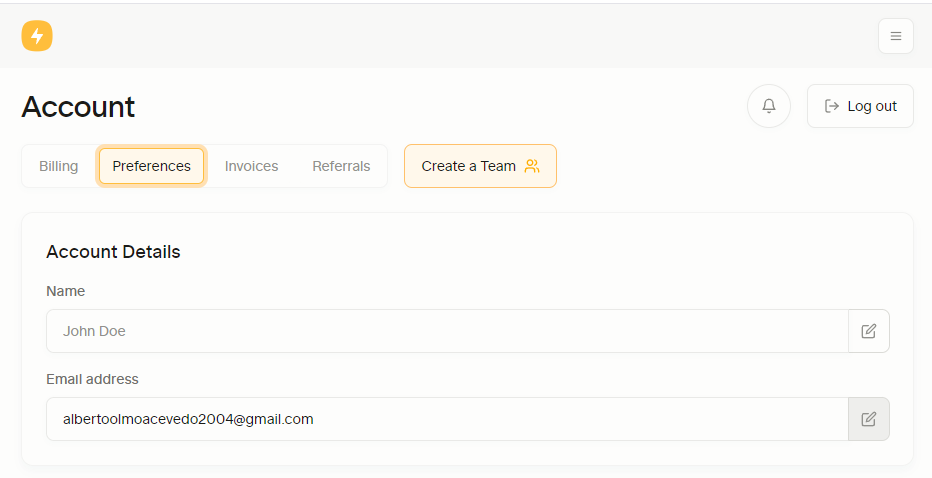 Account
Log out
Billing
Preferences
Invoices
Referrals
Create a Team
Account Details
Name
John Doe
Email address
albertoolmoacevedo2004@gmail.com